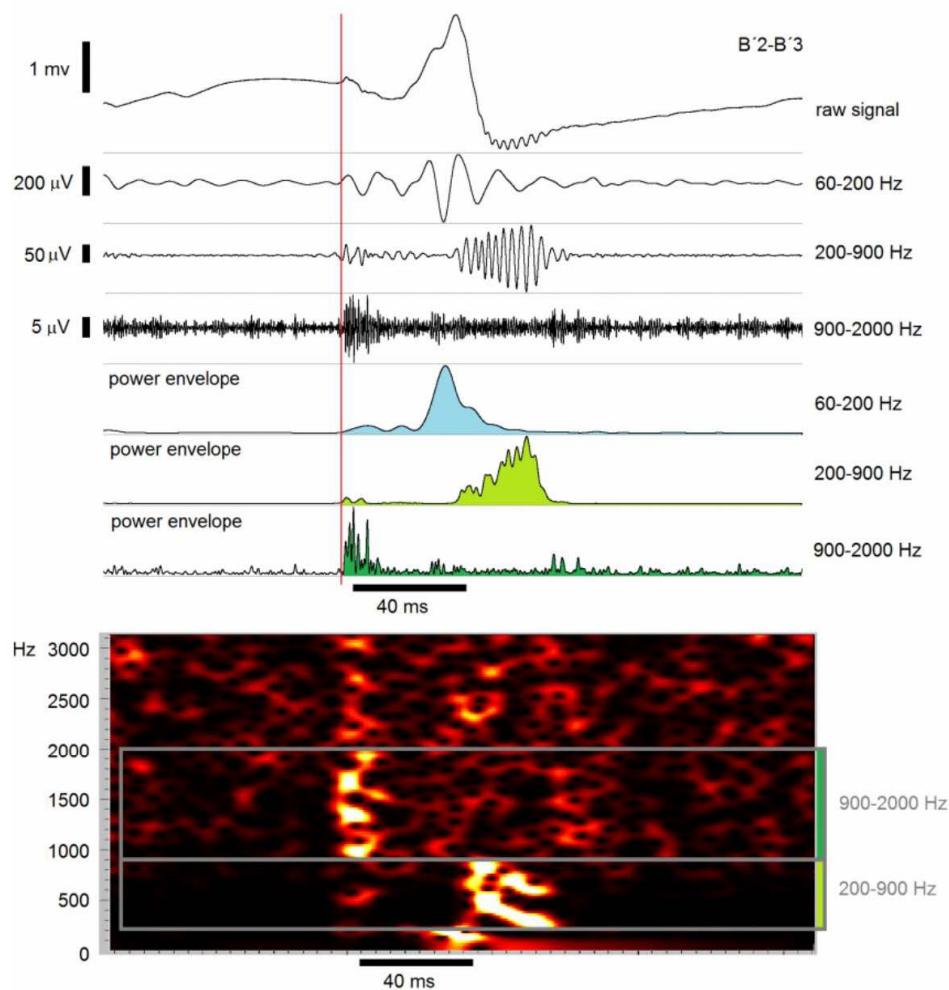 B´2-B´3
1 mv
raw signal
200 µV
60-200 Hz
50 µV
200-900 Hz
5 µV
900-2000 Hz
power envelope
60-200 Hz
power envelope
200-900 Hz
power envelope
900-2000 Hz
40 ms
Hz
3000
2500
2000
1500
900-2000 Hz
1000
500
200-900 Hz
0
40 ms